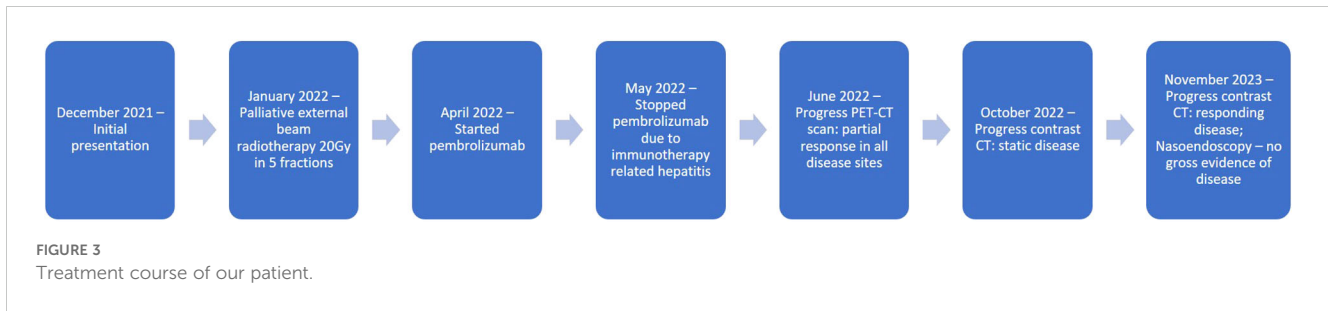 December 2021 –
Initial
presentation
January 2022 –
Palliative external
beam
radiotherapy 20Gy
in 5 fractions
April 2022 –
Started
pembrolizumab
May 2022 –
Stopped
pembrolizumab
due to
immunotherapy
related hepatitis
June 2022 –
Progress PET-CT
scan: partial
response in all
disease sites
October 2022 –
Progress contrast
CT: static disease
November 2023 –
Progress contrast
CT: responding
disease;
Nasoendoscopy – no
gross evidence of
disease
FIGURE 3
Treatment course of our patient.